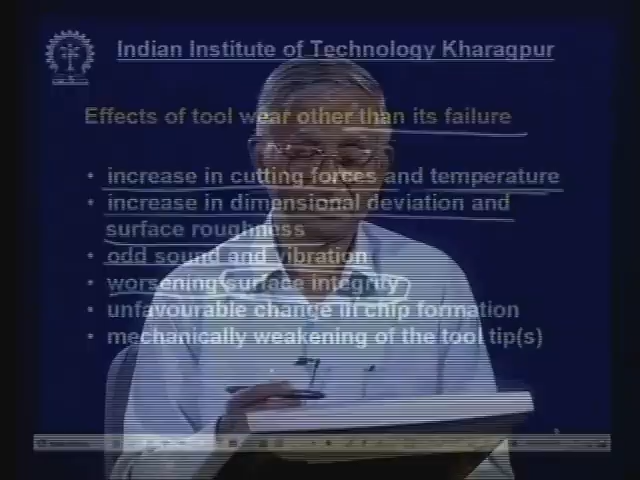 Indian Institute of Technology Kharagpur
Effects of tool wear other than its failure
• increase in cutting forces and temperature
• increase in dimensional deviation and
surface roughness
• odd sound and vibration
• worsening surface integrity
• unfavourable change in chip formation
• mechanically weakening of the tool tip(s)